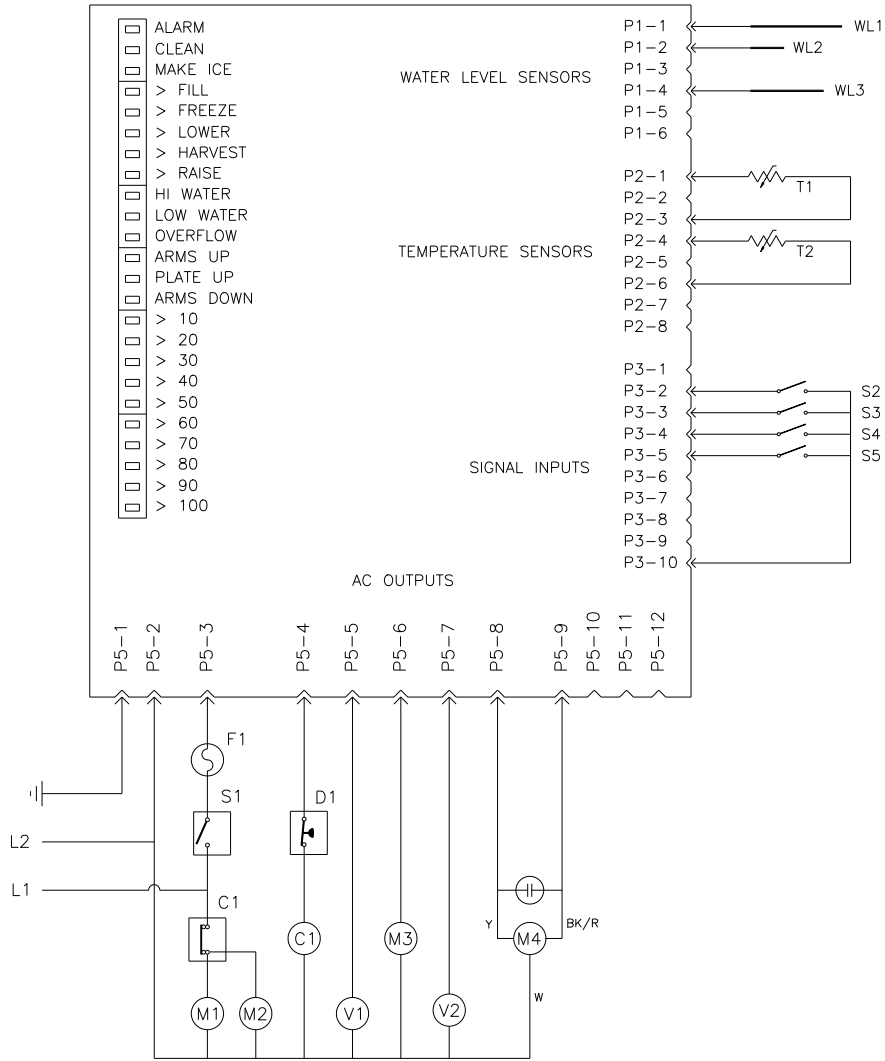 ALARM
CLEAN
MAKE ICE
> FILL
> FREEZE
> LOWER
> HARVEST
> RAISE
HI WATER
LOW WATER
OVERFLOW
ARMS UP
PLATE UP
ARMS DOWN
> 10
> 20
> 30
> 40
> 50
> 60
> 70
> 80
> 90
> 100
WATER LEVEL SENSORS
P1-1
P1-2
P1-3
P1-4
P1-5
P1-6
WL1
WL2
WL3
TEMPERATURE SENSORS
P2-1
P2-2
P2-3
P2-4
P2-5
P2-6
P2-7
P2-8
T1
T2
SIGNAL INPUTS
P3-1
P3-2
P3-3
P3-4
P3-5
P3-6
P3-7
P3-8
P3-9
P3-10
S2
S3
S4
S5
AC OUTPUTS
P5-1
P5-2
P5-3
P5-4
P5-5
P5-6
P5-7
P5-8
P5-9
P5-10
P5-11
P5-12
F1
S1
D1
L2
L1
C1
Y
BK/R
C1
M3
M4
W
M1
M2
V1
V2